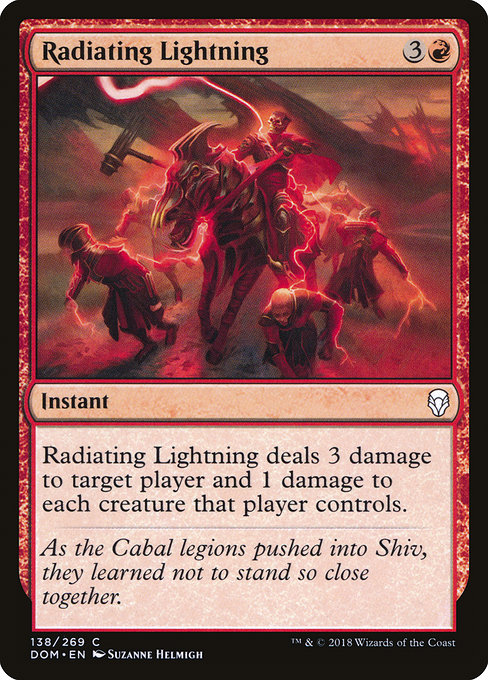 Radiating Lightning 3
Instant
Radiating Lightning deals 3 damage
to target player and 1 damage to
each creature that player controls.
As the Cabal legions pushed into Shiv,
they learned not to stand so close
together.
138/269 C
DOM • EN Suzanne Helmigh
™ & © 2018 Wizards of the Coast